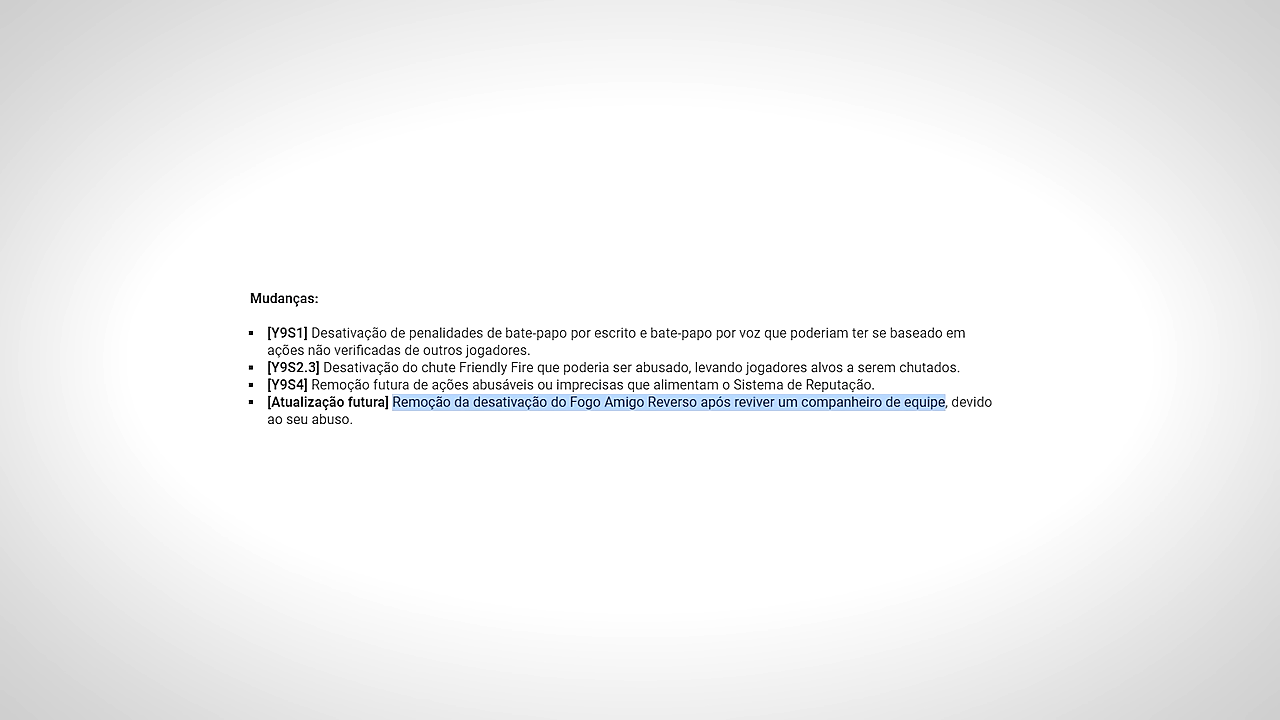 Mudanças:
[Y9S1] Desativação de penalidades de bate-papo por escrito e bate-papo por voz que poderiam ter se baseado em
ações não verificadas de outros jogadores.
[Y9S2.3] Desativação do chute Friendly Fire que poderia ser abusado, levando jogadores alvos a serem chutados.
[Y9S4] Remoção futura de ações abusáveis ou imprecisas que alimentam o Sistema de Reputação.
[Atualização futura] Remoção da desativação do Fogo Amigo Reverso após reviver um companheiro de equipe, devido
ao seu abuso.